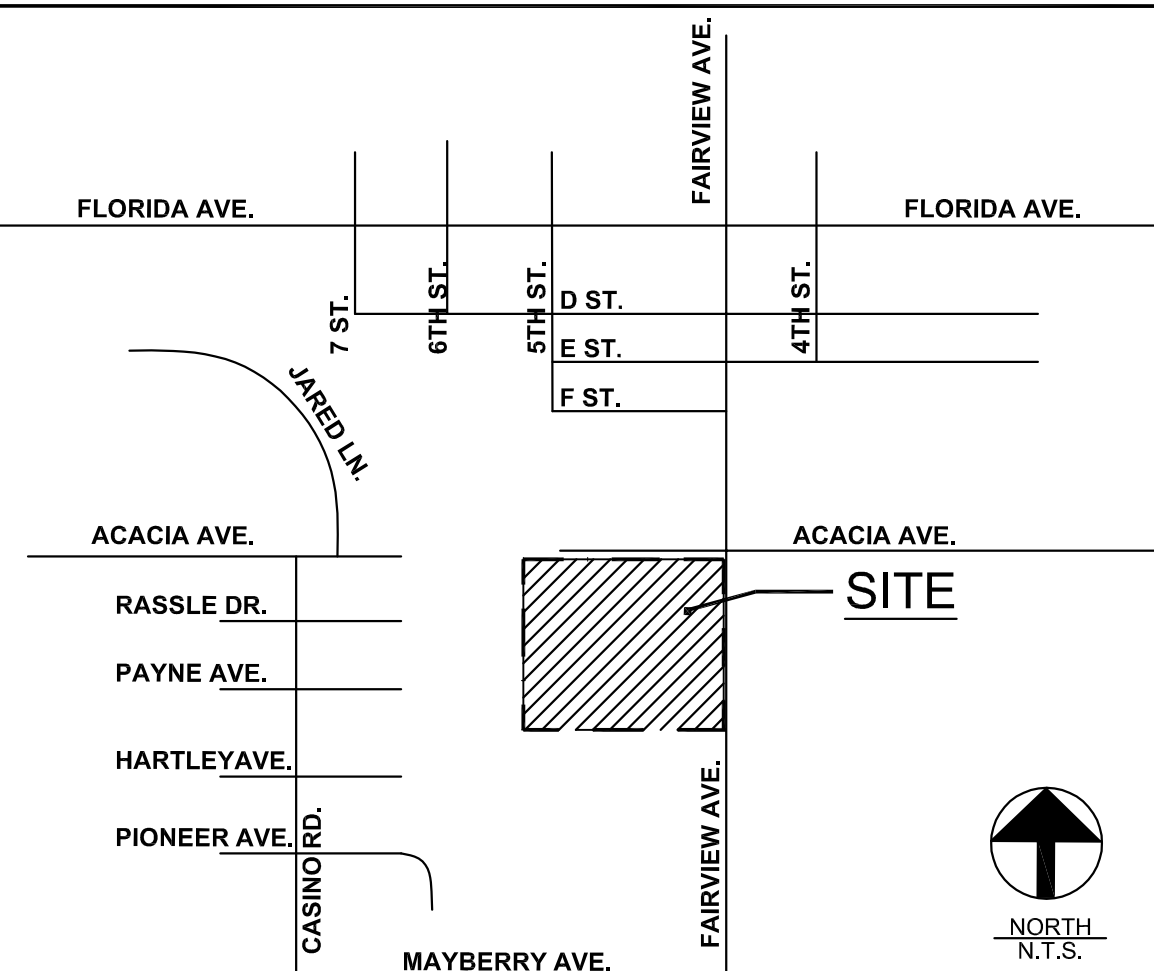 FAIRVIEW AVE.
FLORIDA AVE.
FLORIDA AVE.
7 ST.
6TH ST.
5TH ST.
4TH ST.
D ST.
E ST.
F ST.
JARED LN.
ACACIA AVE.
ACACIA AVE.
SITE
RASSLE DR.
PAYNE AVE.
HARTLEYAVE.
PIONEER AVE.
CASINO RD.
FAIRVIEW AVE.
MAYBERRY AVE.
NORTH
N.T.S.